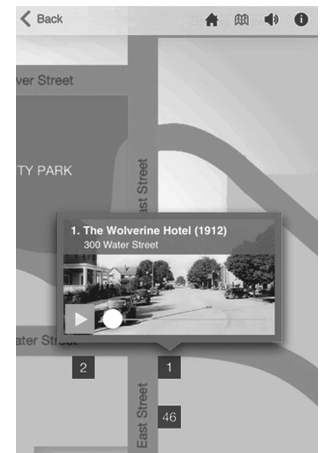 Back
ver Street
TY PARK
ast Street
1. The Wolverine Hotel (1912)
300 Water Street
ater Street
2
1
East Street
46